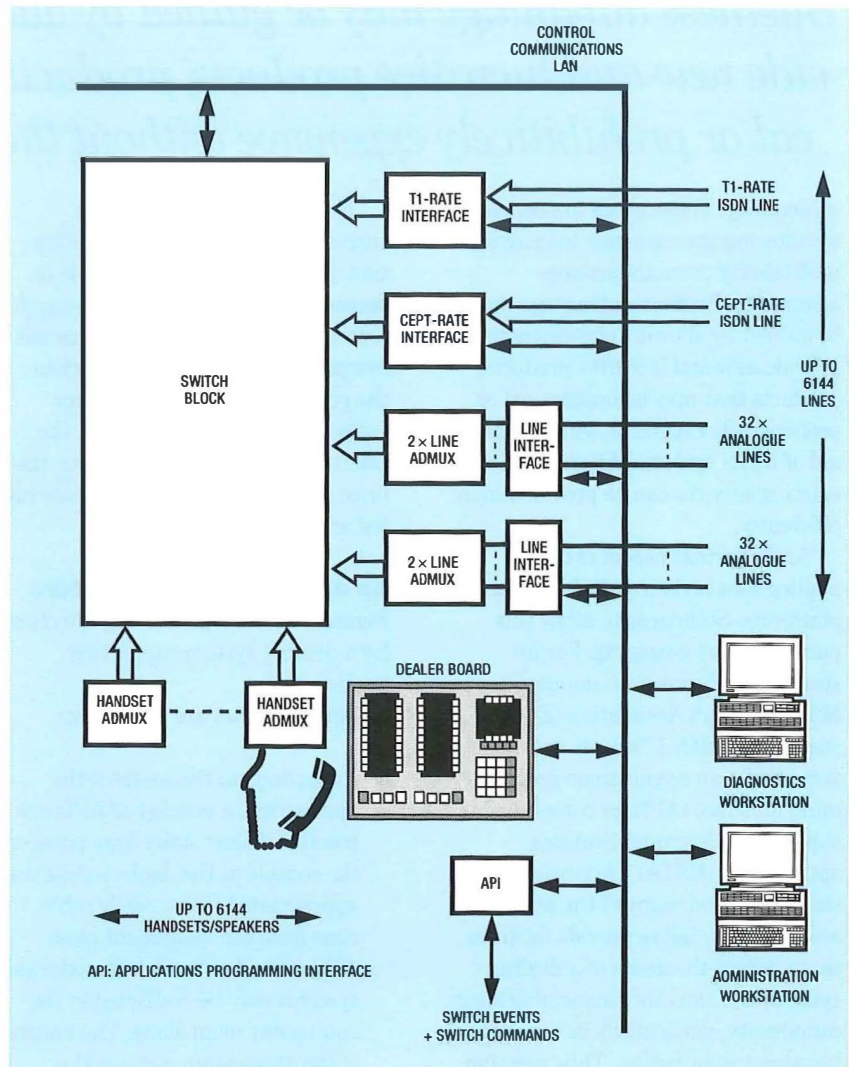 CONTROL
COMMUNICATIONS
LAN
T1-RATE
INTERFACE
T1-RATE
ISDN LINE
CEPT-RATE
INTERFACE
CEPT-RATE
ISDN LINE
SWITCH
BLOCK
UP TO
6144
LINES
2 × LINE
ADMUX
LINE
INTER-
FACE
32 ×
ANALOGUE
LINES
2 × LINE
ADMUX
LINE
INTER-
FACE
32 ×
ANALOGUE
LINES
HANDSET
ADMUX
HANDSET
ADMUX
DEALER BOARD
DIAGNOSTICS
WORKSTATION
API
UP TO 6144
HANDSETS/SPEAKERS
API: APPLICATIONS PROGRAMMING INTERFACE
AOMINISTRATION
WORKSTATION
SWITCH EVENTS
+ SWITCH COMMANDS